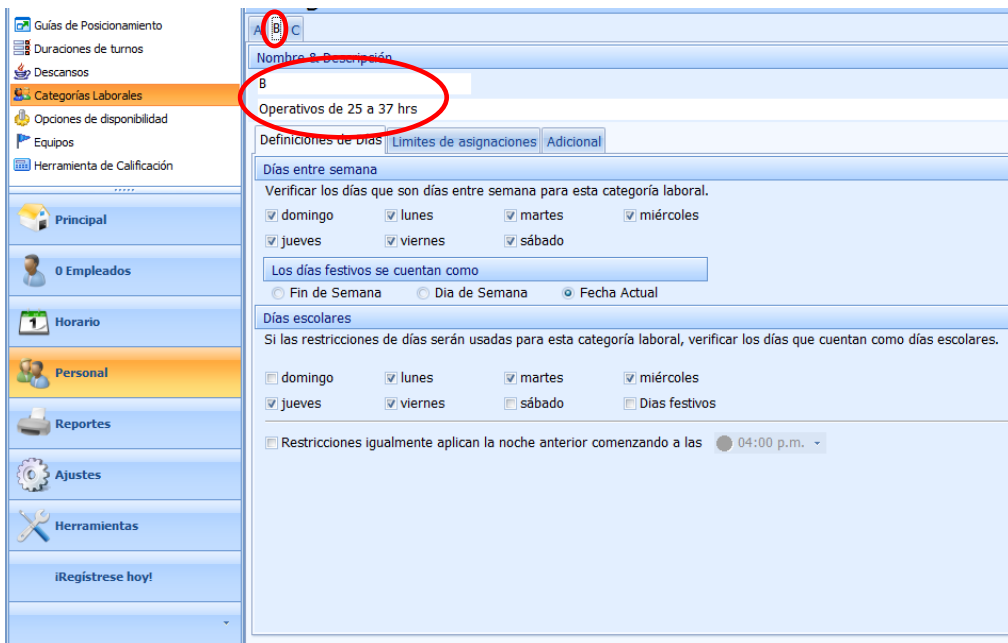 Guías de Posicionamiento
Duraciones de turnos
Descansos
Categorías Laborales
Opciones de disponibilidad
Equipos
Herramienta de Calificación
Principal
0 Empleados
Horario
Personal
Reportes
Ajustes
Herramientas
¡Regístrese hoy!
A B C
Nombre & Descripción
B
Operativos de 25 a 37 hrs
Definiciones de Días Limites de asignaciones Adicional
Días entre semana
Verificar los días que son días entre semana para esta categoría laboral.
domingo lunes martes miércoles
jueves viernes sábado
Los días festivos se cuentan como
Fin de Semana Dia de Semana Fecha Actual
Días escolares
Si las restricciones de días serán usadas para esta categoría laboral, verificar los días que cuentan como días escolares.
domingo lunes martes miércoles
jueves viernes sábado Dias festivos
Restricciones igualmente aplican la noche anterior comenzando a las 04:00 p.m.